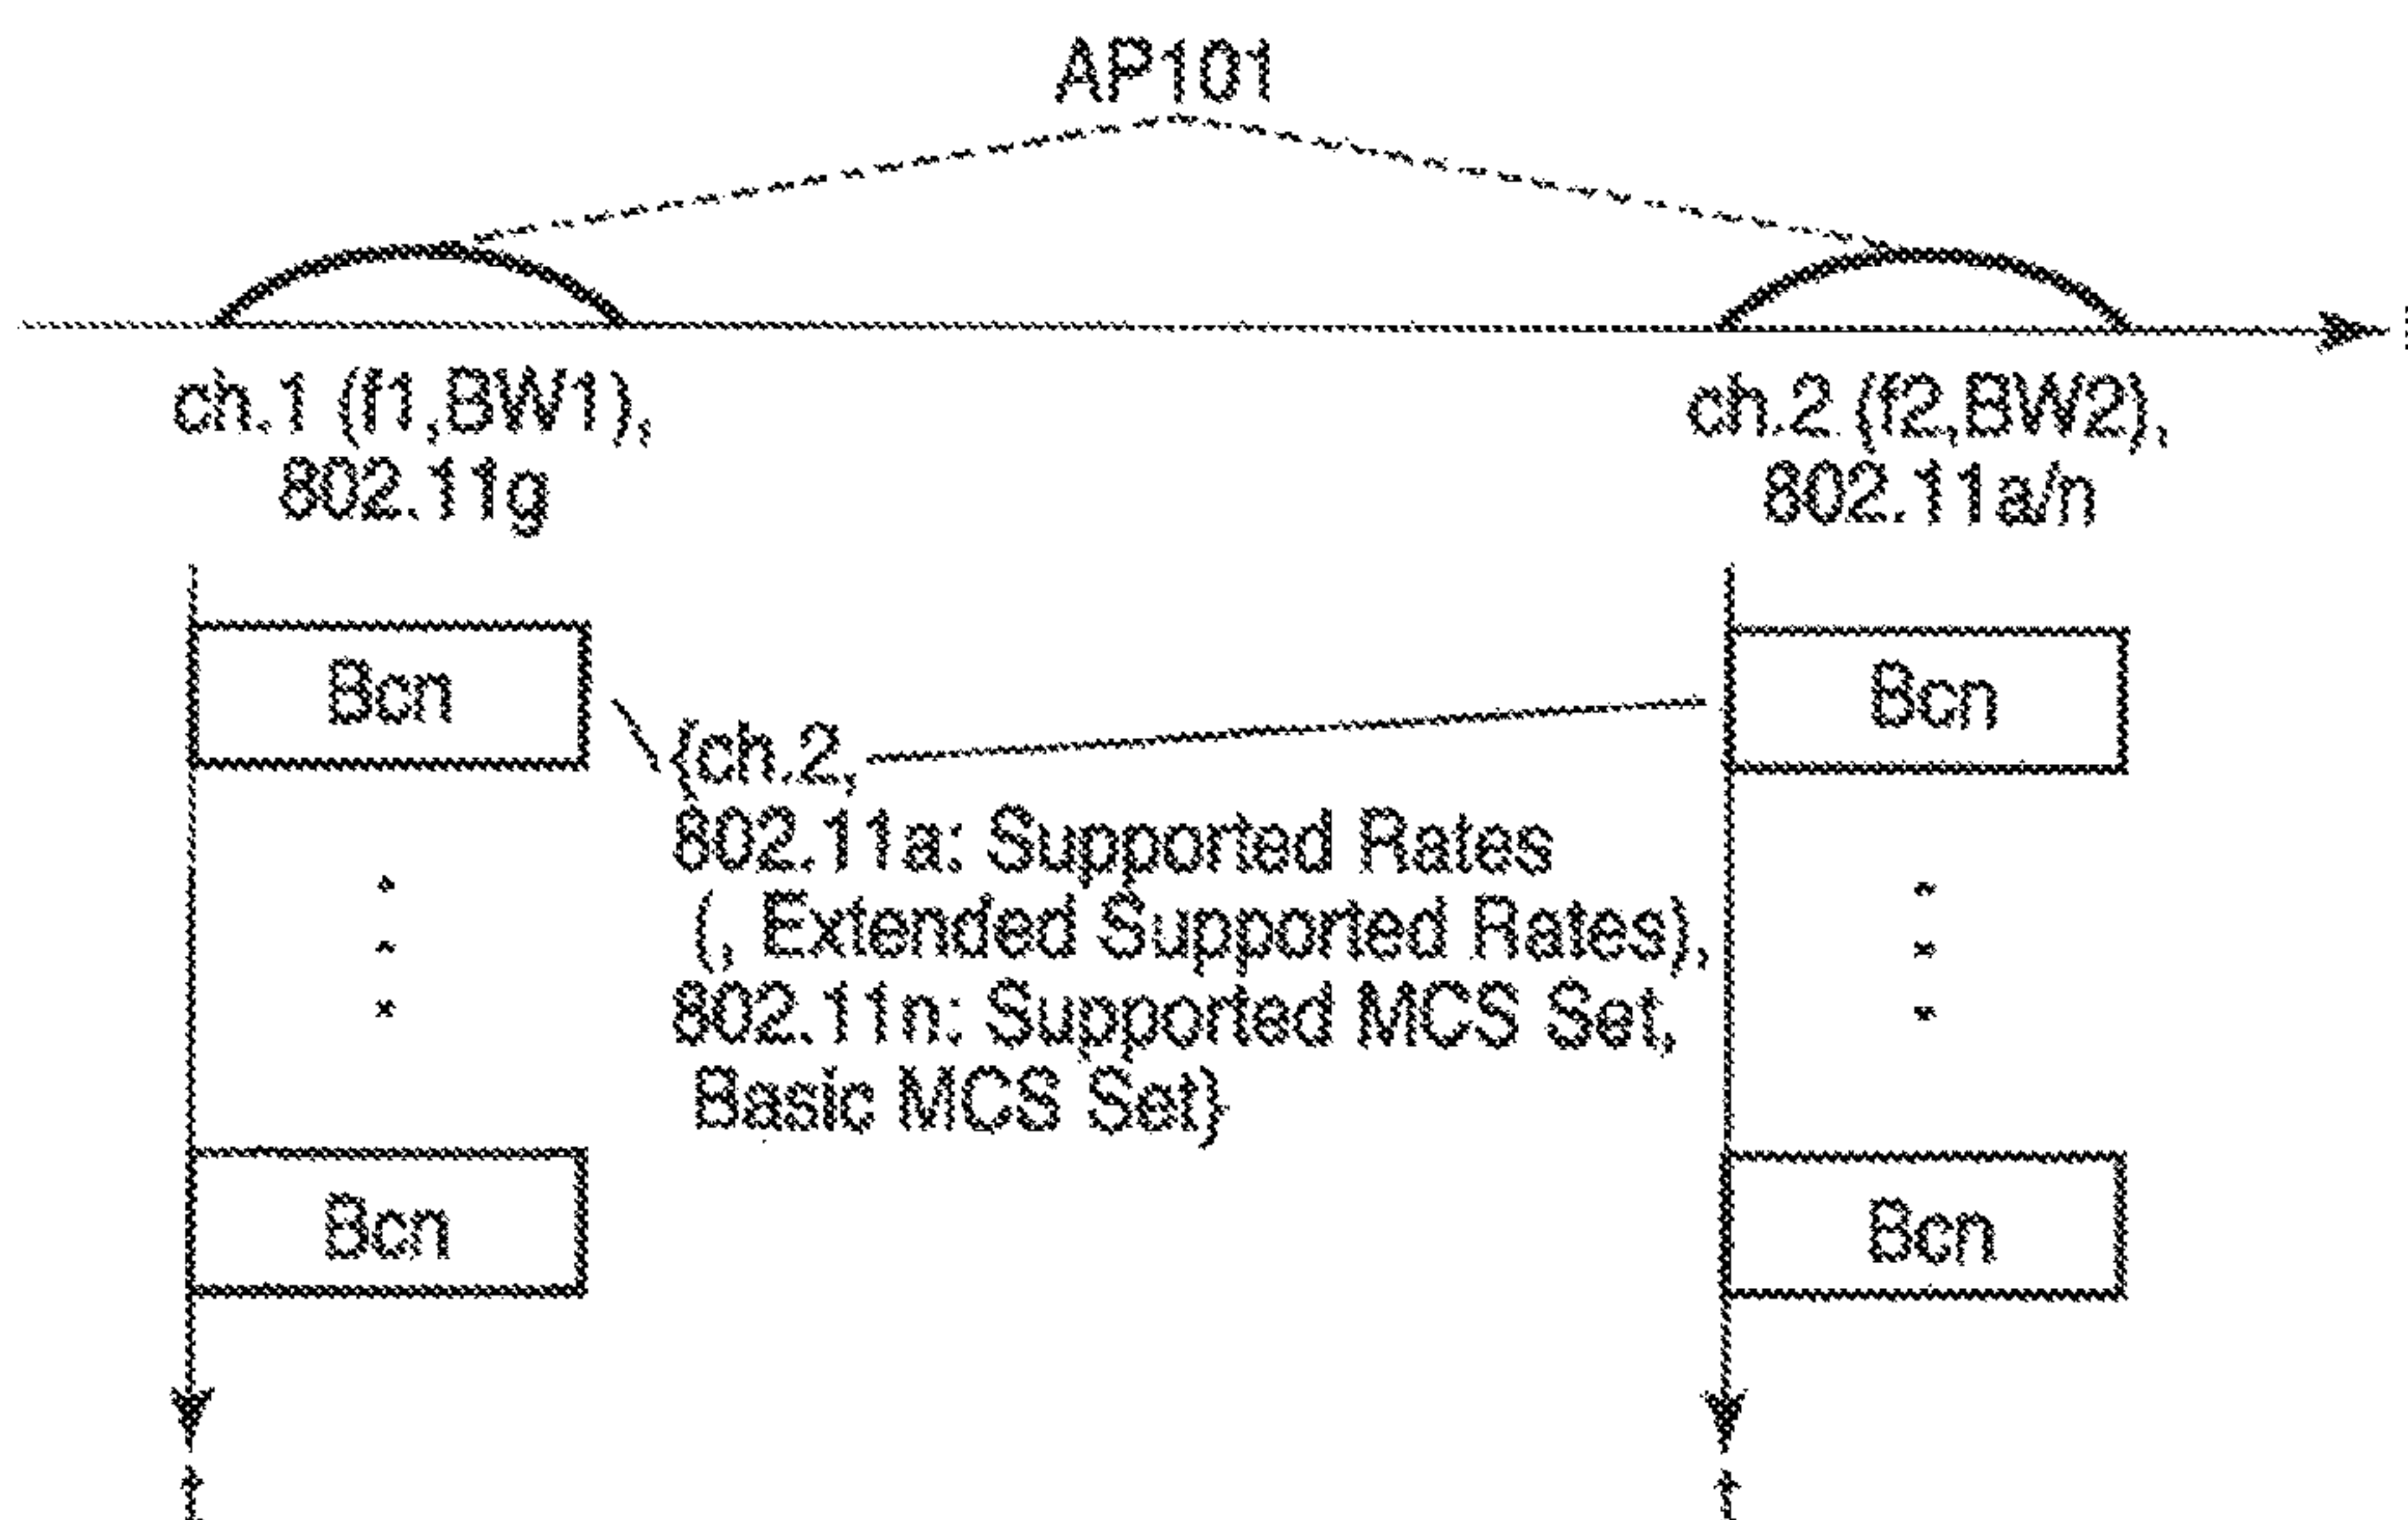 AP101
ch.1 (f1,BW1),
802.11g
ch.2 (f2,BW2),
802.11a/n
Bcn
Bcn
{ch.2,
802.11a: Supported Rates
(, Extended Supported Rates),
802.11n: Supported MCS Set,
Basic MCS Set}
Bcn
Bcn
t
t